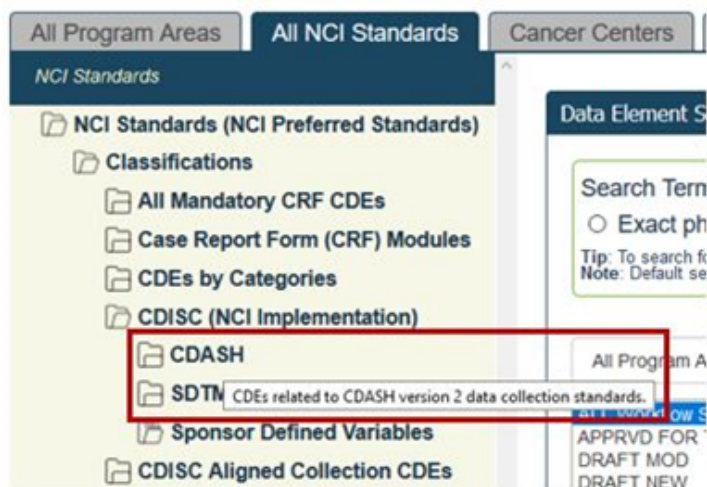 All Program Areas
All NCI Standards
Cancer Centers
NCI Standards
NCI Standards (NCI Preferred Standards)
Classifications
All Mandatory CRF CDEs
Case Report Form (CRF) Modules
CDEs by Categories
CDISC (NCI Implementation)
CDASH
SDTM
CDEs related to CDASH version 2 data collection standards.
Sponsor Defined Variables
CDISC Aligned Collection CDEs
Data Element S
Search Term
Exact ph
Tip: To search fo
Note: Default se
All Program A
APPRVD FOR T
DRAFT MOD
DRAFT NEW